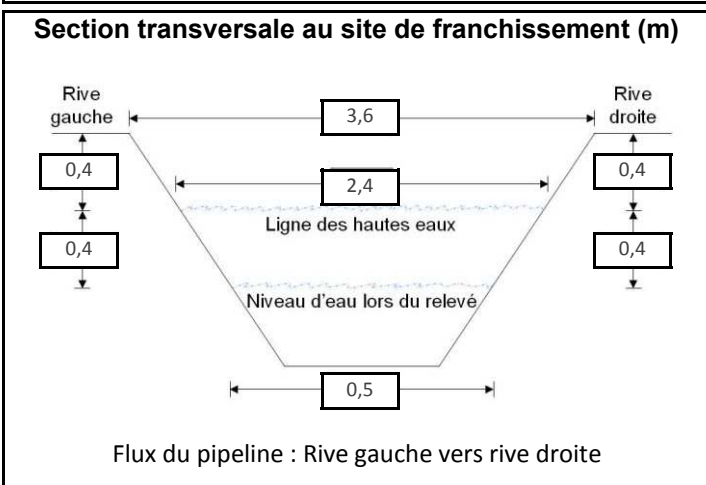 Section transversale au site de franchissement (m)
Rive
gauche
3,6
Rive
droite
0,4
2,4
0,4
Ligne des hautes eaux
0,4
0,4
Niveau d'eau lors du relevé
0,5
Flux du pipeline : Rive gauche vers rive droite